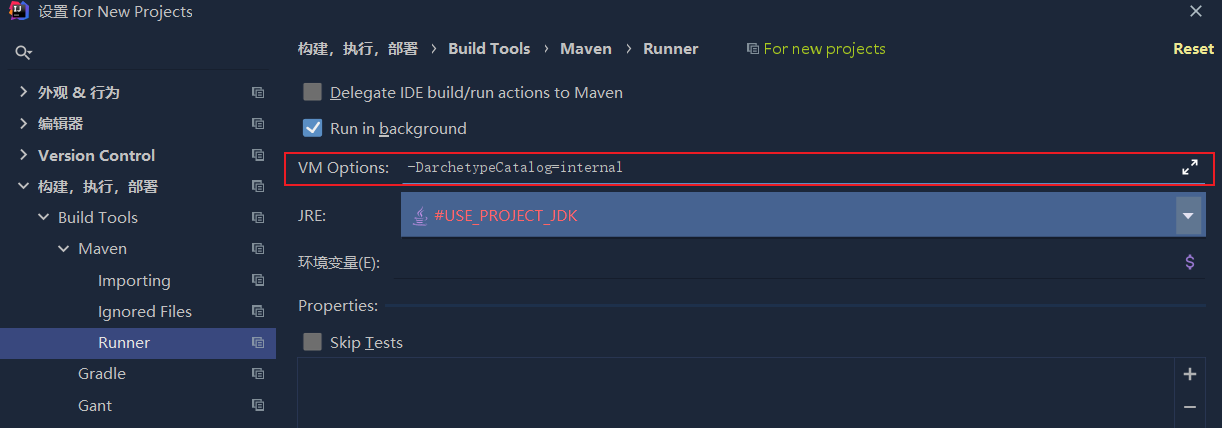 设置 for New Projects
构建，执行，部署 › Build Tools › Maven › Runner For new projects Reset
外观 & 行为
编辑器
Version Control
构建，执行，部署
Build Tools
Maven
Importing
Ignored Files
Runner
Gradle
Gant
Delegate IDE build/run actions to Maven
Run in background
VM Options: -DarchetypeCatalog=internal
JRE: #USE_PROJECT_JDK
环境变量(E): $
Properties:
Skip Tests